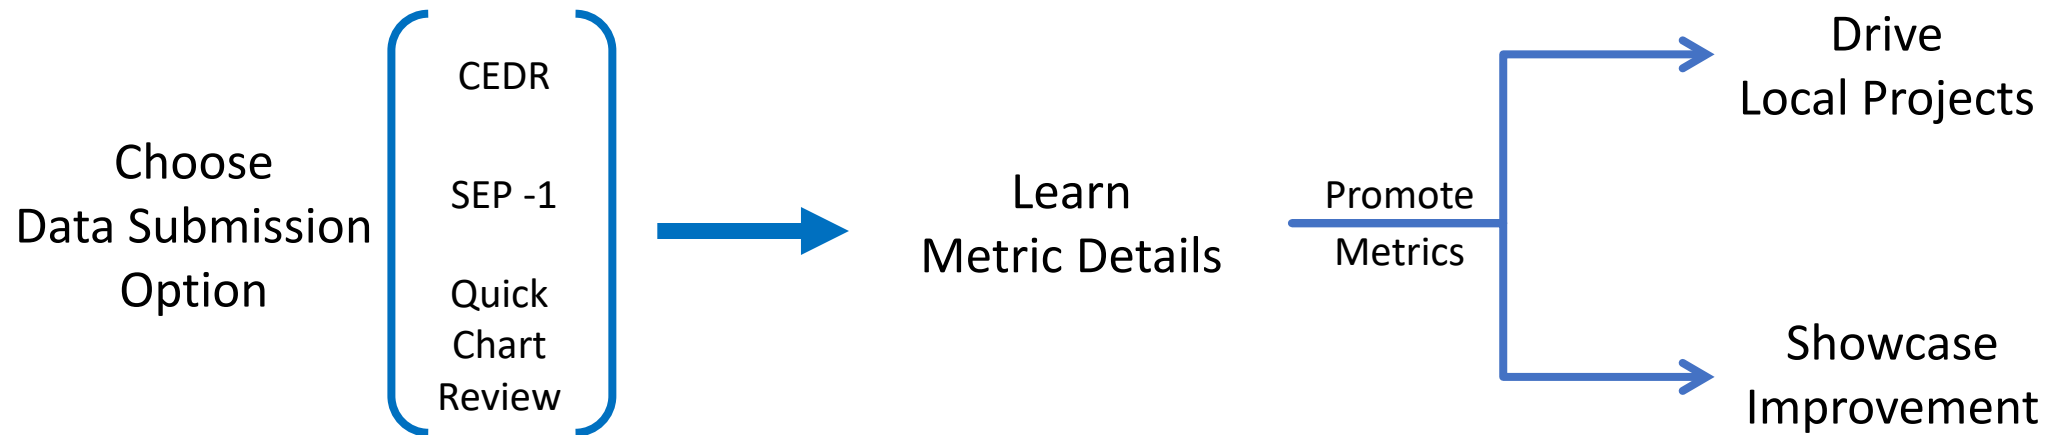 Choose
Data Submission
Option
CEDR
SEP -1
Quick
Chart
Review
Learn
Metric Details
Promote
Metrics
Drive
Local Projects
Showcase
Improvement